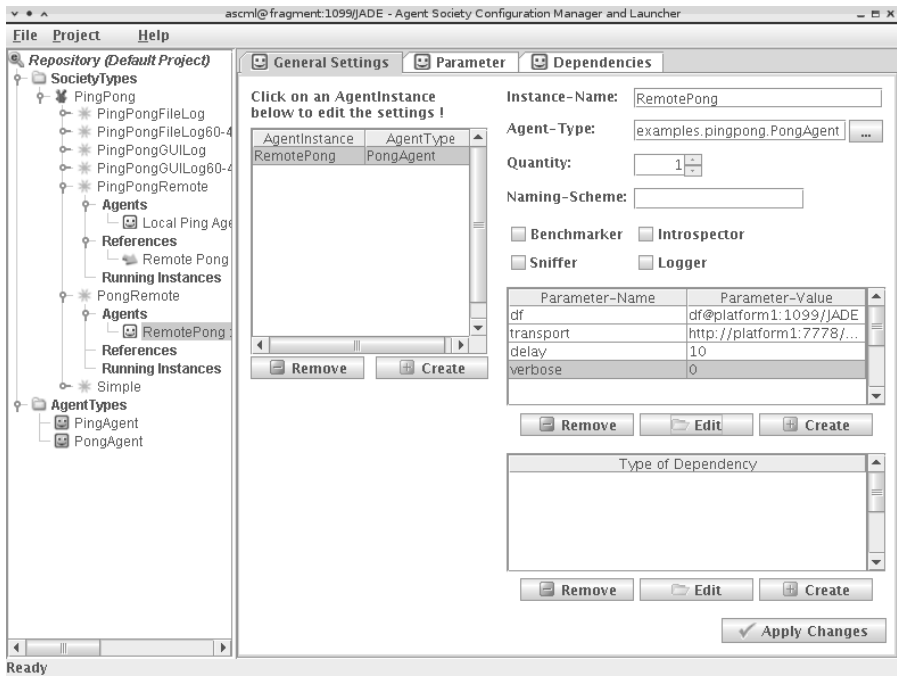 ascml@fragment:1099/JADE - Agent Society Configuration Manager and Launcher
File Project Help
Repository (Default Project)
SocietyTypes
PingPong
PingPongFileLog
PingPongFileLog60-4
PingPongGUILog
PingPongGUILog60-4
PingPongRemote
Agents
Local Ping Age
References
Remote Pong
Running Instances
PongRemote
Agents
RemotePong :
References
Running Instances
Simple
AgentTypes
PingAgent
PongAgent
General Settings Parameter Dependencies
Click on an AgentInstance
below to edit the settings !
AgentInstance AgentType
RemotePong PongAgent
Remove Create
Instance-Name: RemotePong
Agent-Type: examples.pingpong.PongAgent ...
Quantity: 1
Naming-Scheme:
Benchmarker Introspector
Sniffer Logger
Parameter-Name Parameter-Value
df df@platform1:1099/JADE
transport http://platform1:7778/...
delay 10
verbose 0
Remove Edit Create
Type of Dependency
Remove Edit Create
Apply Changes
Ready